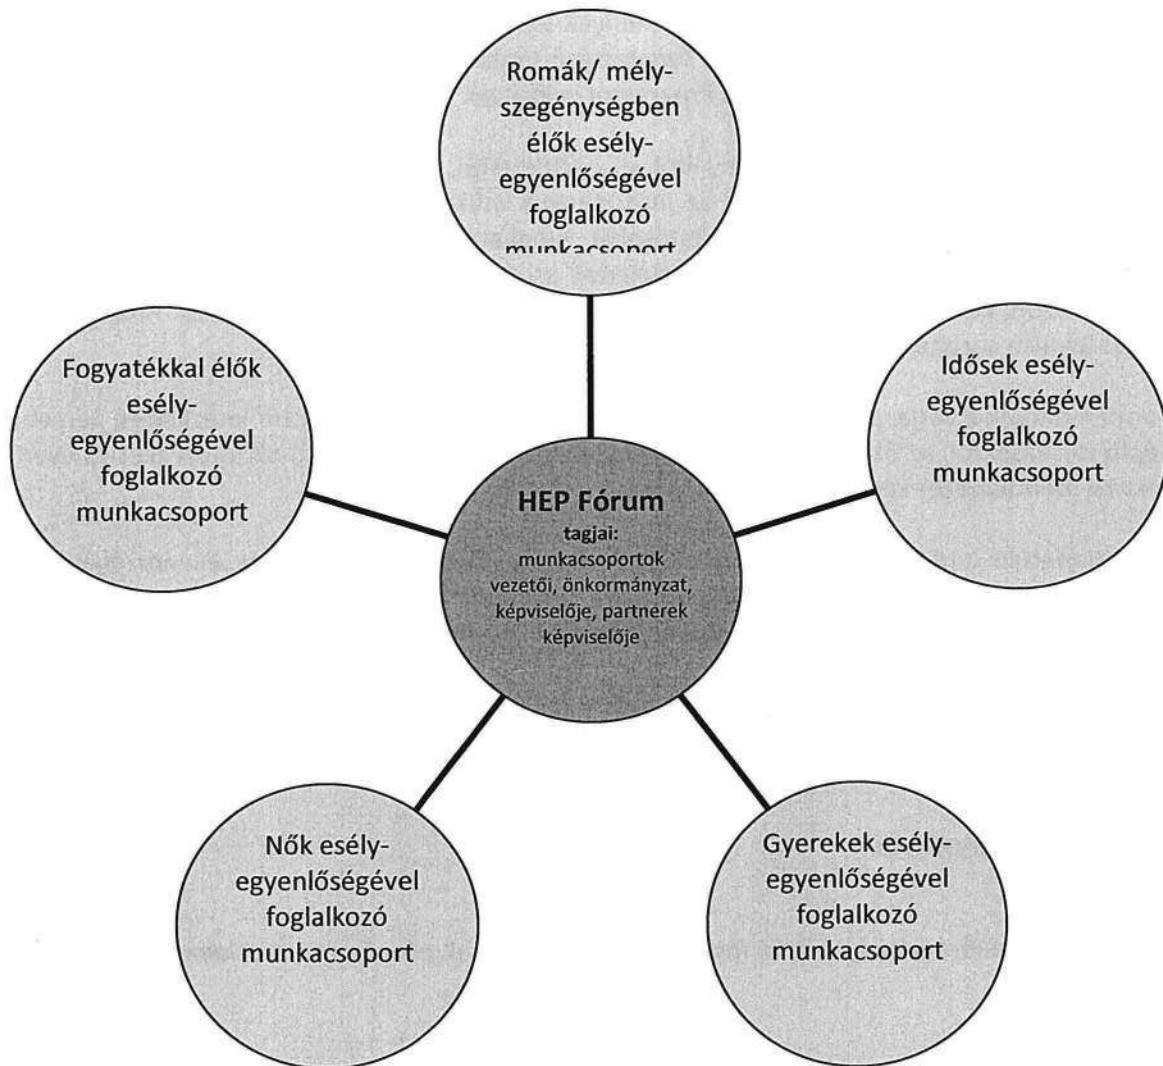 Romák/ mély-
szegénységben
élők esély-
egyenlőségével
foglalkozó
munkacsoport
Fogyatékkal élők
esély-
egyenlőségével
foglalkozó
munkacsoport
Idősek esély-
egyenlőségével
foglalkozó
munkacsoport
HEP Fórum
tagjai:
munkacsoportok
vezetői, önkormányzat,
képviselője, partnerek
képviselője
Nők esély-
egyenlőségével
foglalkozó
munkacsoport
Gyerekek esély-
egyenlőségével
foglalkozó
munkacsoport